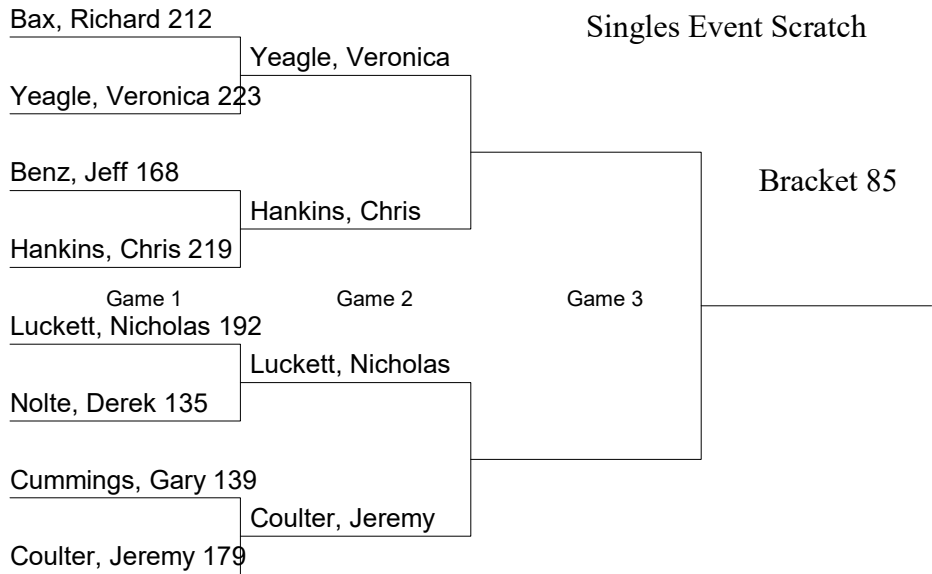 Bax, Richard 212
Singles Event Scratch
Yeagle, Veronica
Yeagle, Veronica 223
Benz, Jeff 168
Bracket 85
Hankins, Chris
Hankins, Chris 219
Game 1
Game 2
Game 3
Luckett, Nicholas 192
Luckett, Nicholas
Nolte, Derek 135
Cummings, Gary 139
Coulter, Jeremy
Coulter, Jeremy 179